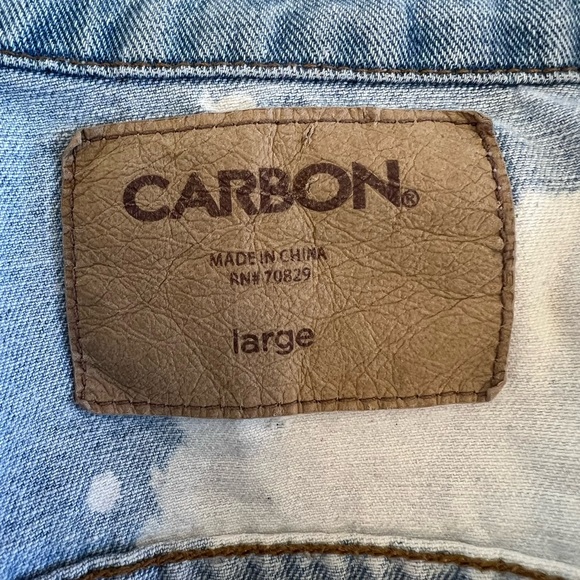 CARBON®
MADE IN CHINA
RN# 70829
large